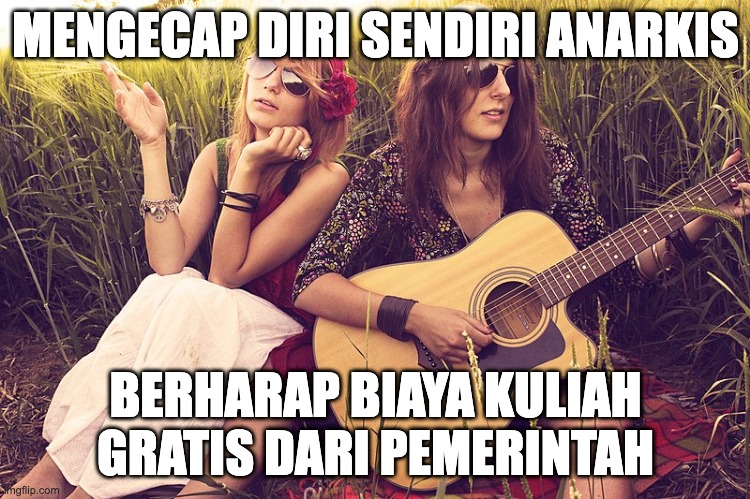 MENGECAP DIRI SENDIRI ANARKIS
BERHARAP BIAYA KULIAH
GRATIS DARI PEMERINTAH
imgflip.com